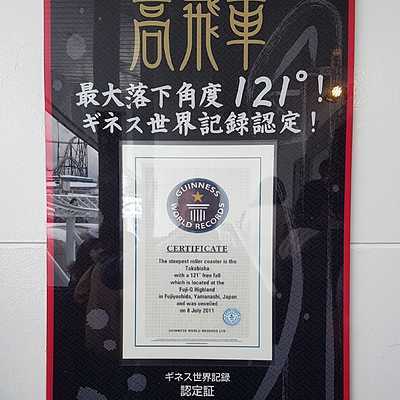 高飛車
最大落下角度121°!
ギネス世界記録認定!
GUINNESS
WORLD RECORDS
CERTIFICATE
The steepest roller coaster is the
Takabisha
with a 121° free fall
which is located at the
Fuji-Q Highland
in Fujiyoshida, Yamanashi, Japan
and was unveiled
on 8 July 2011
GUINNESS WORLD RECORDS LTD
ギネス世界記録
認定証